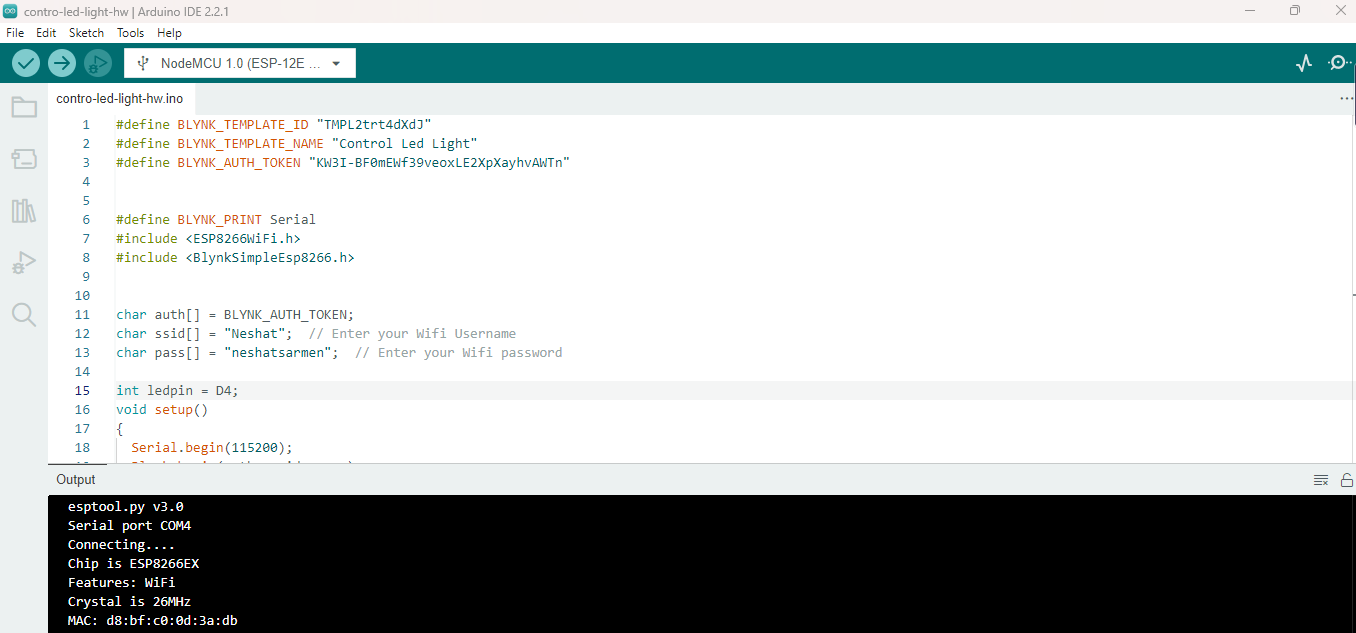 contro-led-light-hw | Arduino IDE 2.2.1
File Edit Sketch Tools Help
NodeMCU 1.0 (ESP-12E ...
contro-led-light-hw.ino
1 #define BLYNK_TEMPLATE_ID "TMPL2trt4dXdJ"
2 #define BLYNK_TEMPLATE_NAME "Control Led Light"
3 #define BLYNK_AUTH_TOKEN "KW3I-BF0mEWf39veoxLE2XpXayhvAWTn"
4
5
6 #define BLYNK_PRINT Serial
7 #include <ESP8266WiFi.h>
8 #include <BlynkSimpleEsp8266.h>
9
10
11 char auth[] = BLYNK_AUTH_TOKEN;
12 char ssid[] = "Neshat";  // Enter your Wifi Username
13 char pass[] = "neshatsarmen";  // Enter your Wifi password
14
15 int ledpin = D4;
16 void setup()
17 {
18   Serial.begin(115200);
Output
esptool.py v3.0
Serial port COM4
Connecting....
Chip is ESP8266EX
Features: WiFi
Crystal is 26MHz
MAC: d8:bf:c0:0d:3a:db